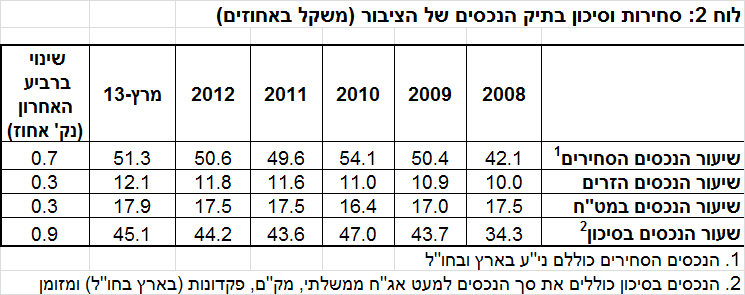 לוח 2: סחירות וסיכון בתיק הנכסים של הציבור (משקל באחוזים)
2008 2009 2010 2011 2012 מרץ-13 שינוי ברביע האחרון (נק' אחוז)
שיעור הנכסים הסחירים1 42.1 50.4 54.1 49.6 50.6 51.3 0.7
שיעור הנכסים הזרים 10.0 10.9 11.0 11.6 11.8 12.1 0.3
שיעור הנכסים במט"ח 17.5 17.0 16.4 17.5 17.5 17.9 0.3
שעור הנכסים בסיכון2 34.3 43.7 47.0 43.6 44.2 45.1 0.9
1. הנכסים הסחירים כוללים ני"ע בארץ ובחו"ל
2. הנכסים בסיכון כוללים את סך הנכסים למעט אג"ח ממשלתי, מק"ם, פקדונות (בארץ בחו"ל) ומזומן